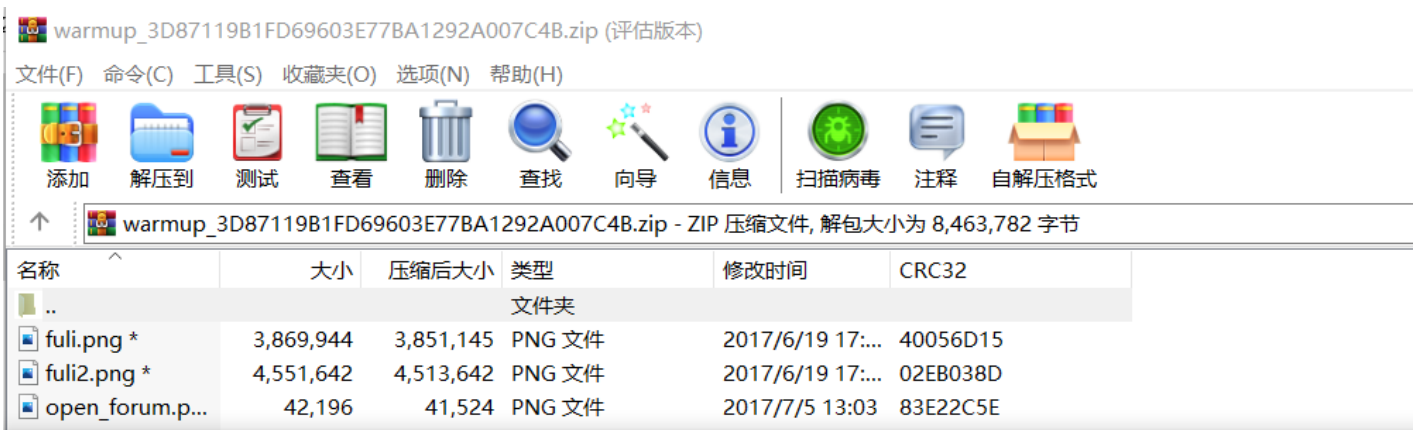 warmup_3D87119B1FD69603E77BA1292A007C4B.zip (评估版本)
文件(F) 命令(C) 工具(S) 收藏夹(O) 选项(N) 帮助(H)
添加 解压到 测试 查看 删除 查找 向导 信息 扫描病毒 注释 自解压格式
warmup_3D87119B1FD69603E77BA1292A007C4B.zip - ZIP 压缩文件, 解包大小为 8,463,782 字节
名称 大小 压缩后大小 类型 修改时间 CRC32
.. 文件夹
fuli.png * 3,869,944 3,851,145 PNG 文件 2017/6/19 17:... 40056D15
fuli2.png * 4,551,642 4,513,642 PNG 文件 2017/6/19 17:... 02EB038D
open_forum.p... 42,196 41,524 PNG 文件 2017/7/5 13:03 83E22C5E